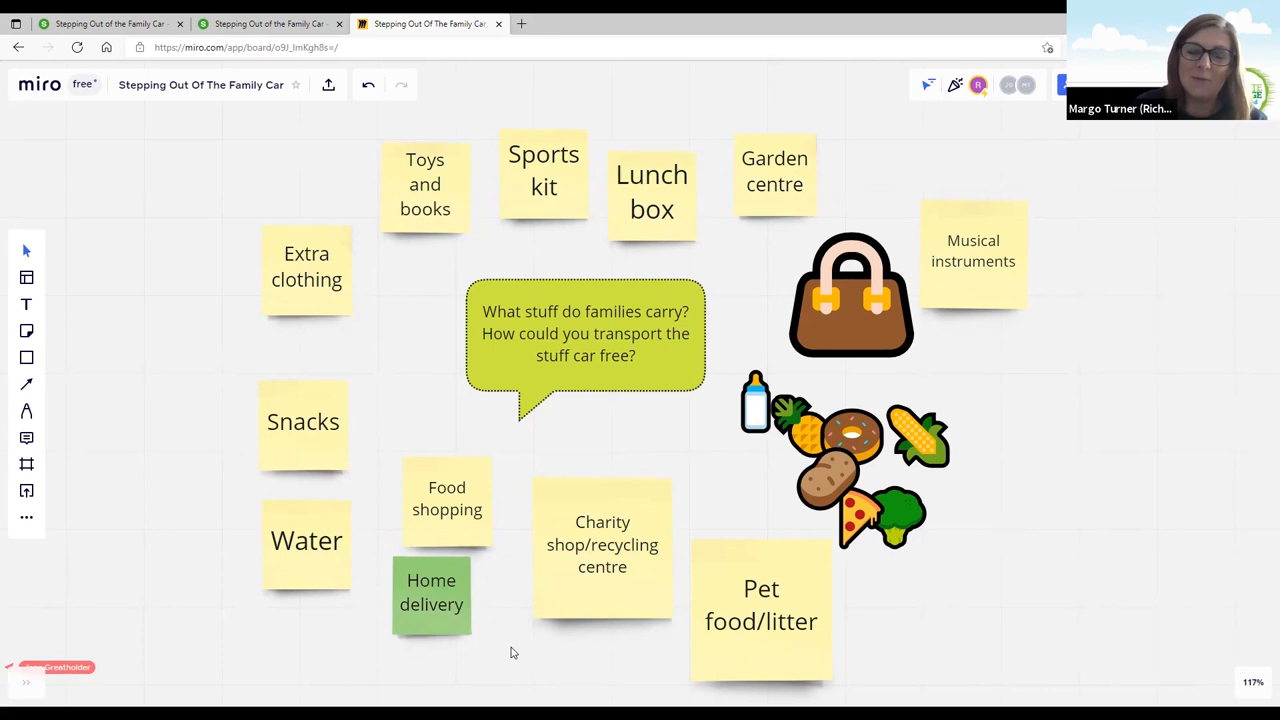 Stepping Out of the Family Car -
Stepping Out of the Family Car -
Stepping Out Of The Family Car,
https://miro.com/app/board/o9J_lmKgh8s=/
miro
free
Stepping Out Of The Family Car
R
JG
MY
Margo Turner (Rich...
Toys
and
books
Sports
kit
Lunch
box
Garden
centre
Musical
instruments
Extra
clothing
What stuff do families carry?
How could you transport the
stuff car free?
Snacks
Water
Food
shopping
Home
delivery
Charity
shop/recycling
centre
Pet
food/litter
Greatholder
117%